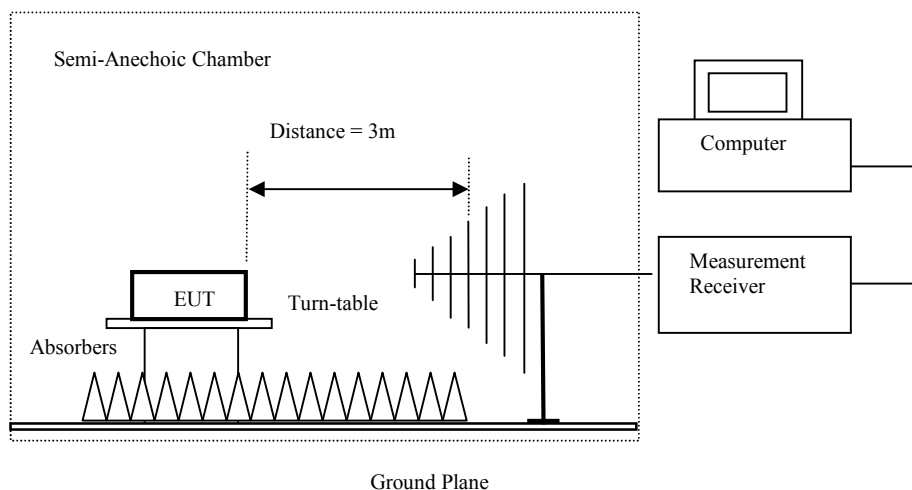 Semi-Anechoic Chamber
Distance = 3m
Computer
Measurement
Receiver
EUT
Turn-table
Absorbers
Ground Plane